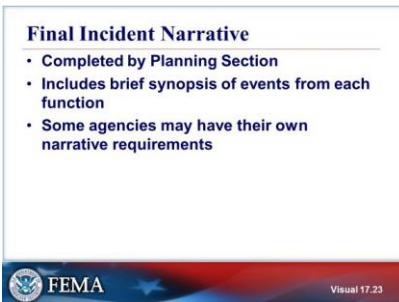 Final Incident Narrative
• Completed by Planning Section
• Includes brief synopsis of events from each
function
• Some agencies may have their own
narrative requirements
FEMA
Visual 17.23